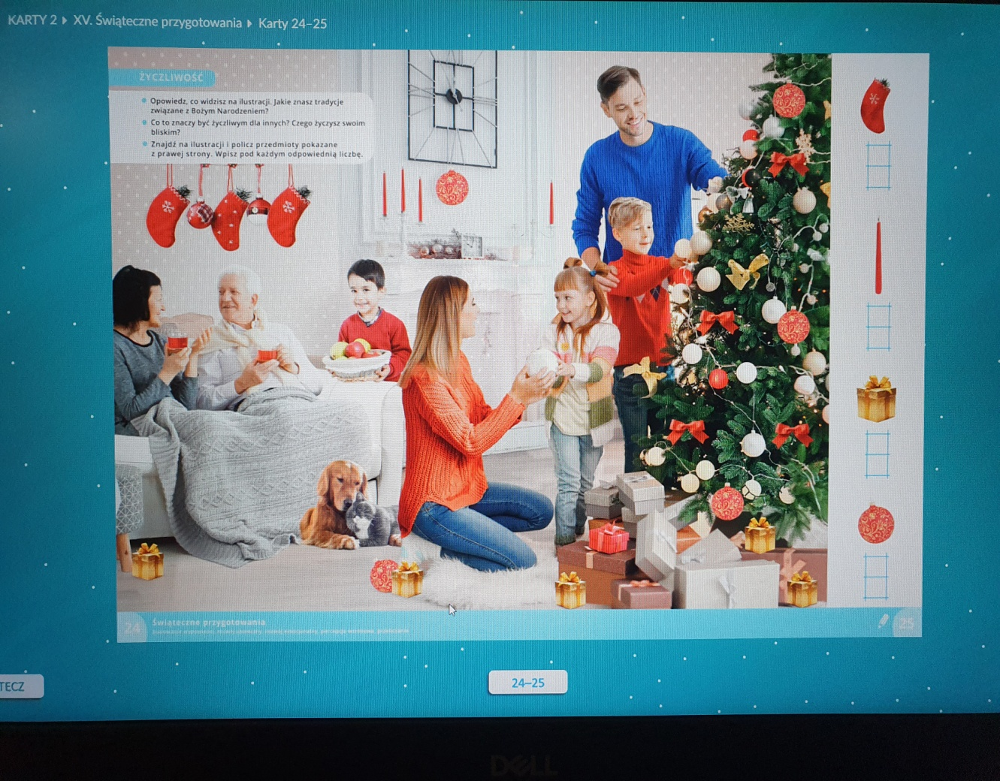 KARTY 2 ▸ XV. Świąteczne przygotowania ▸ Karty 24–25
ŻYCZLIWOŚĆ
Opowiedz, co widzisz na ilustracji. Jakie znasz tradycje
związane z Bożym Narodzeniem?
Co to znaczy być życzliwym dla innych? Czego życzysz swoim
bliskim?
Znajdź na ilustracji i policz przedmioty pokazane
z prawej strony. Wpisz pod każdym odpowiednią liczbę.
24
Świąteczne przygotowania
25
TECZ
24–25
DELL